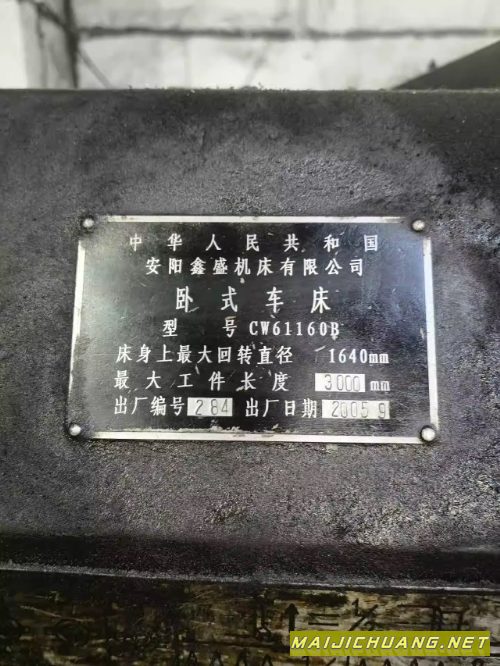 中华人民共和国
安阳鑫盛机床有限公司
卧式车床
型 号 CW61160B
床身上最大回转直径 1640mm
最大工件长度 3000 mm
出厂编号 284 出厂日期 2005 9
MAIJICHUANG.NET